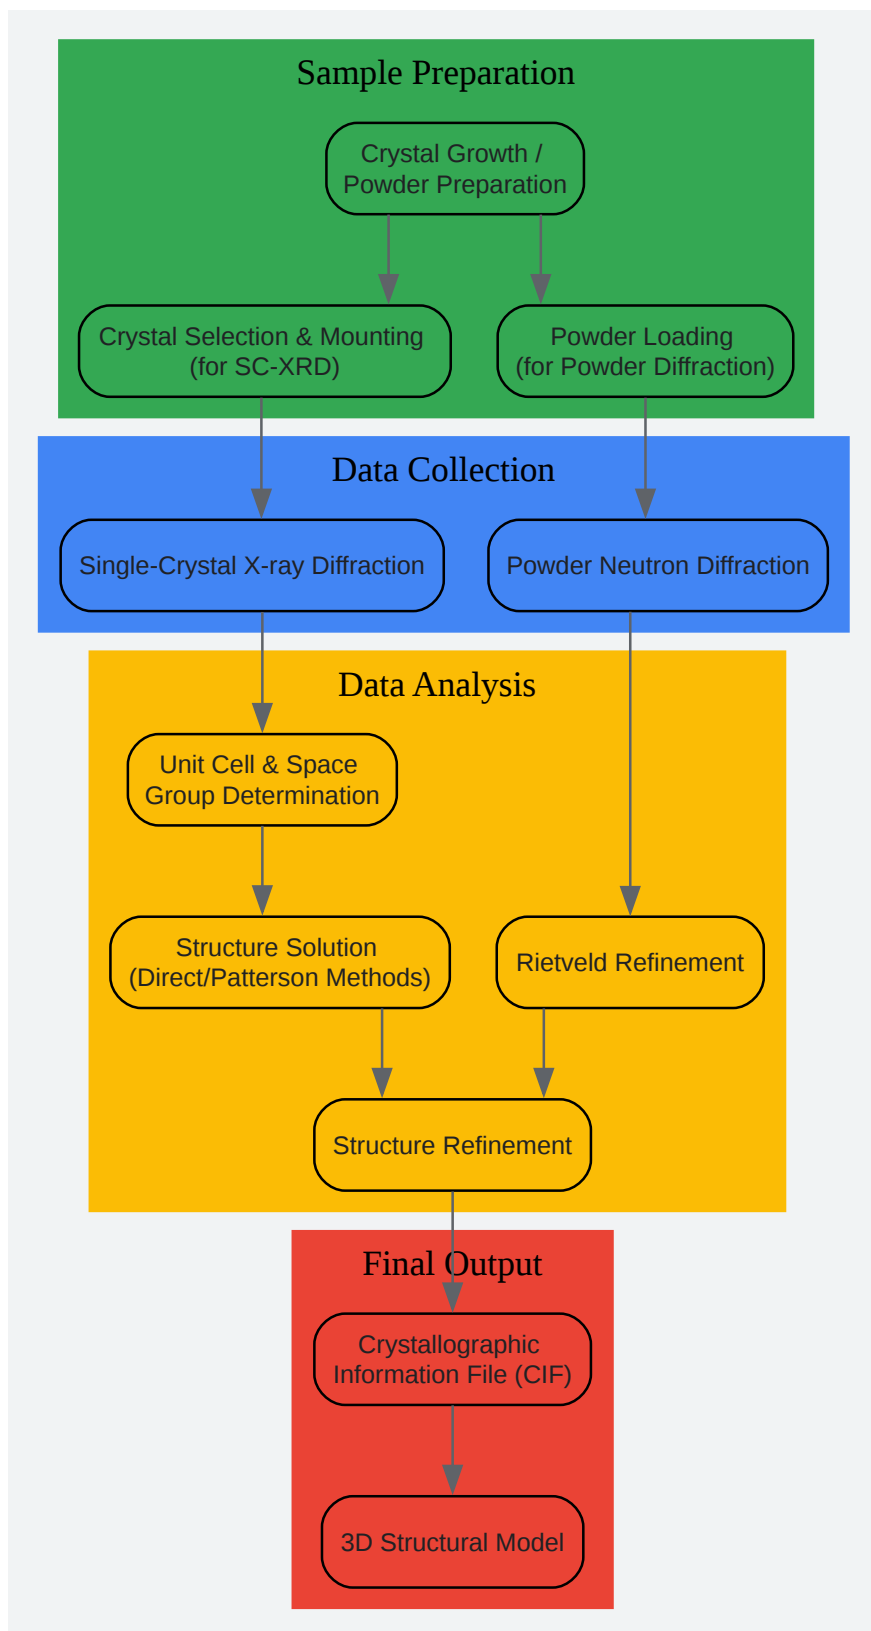 Sample Preparation
Crystal Growth /
Powder Preparation
Crystal Selection & Mounting
(for SC-XRD)
Powder Loading
(for Powder Diffraction)
Data Collection
Single-Crystal X-ray Diffraction
Powder Neutron Diffraction
Data Analysis
Unit Cell & Space
Group Determination
Structure Solution
(Direct/Patterson Methods)
Rietveld Refinement
Structure Refinement
Final Output
Crystallographic
Information File (CIF)
3D Structural Model